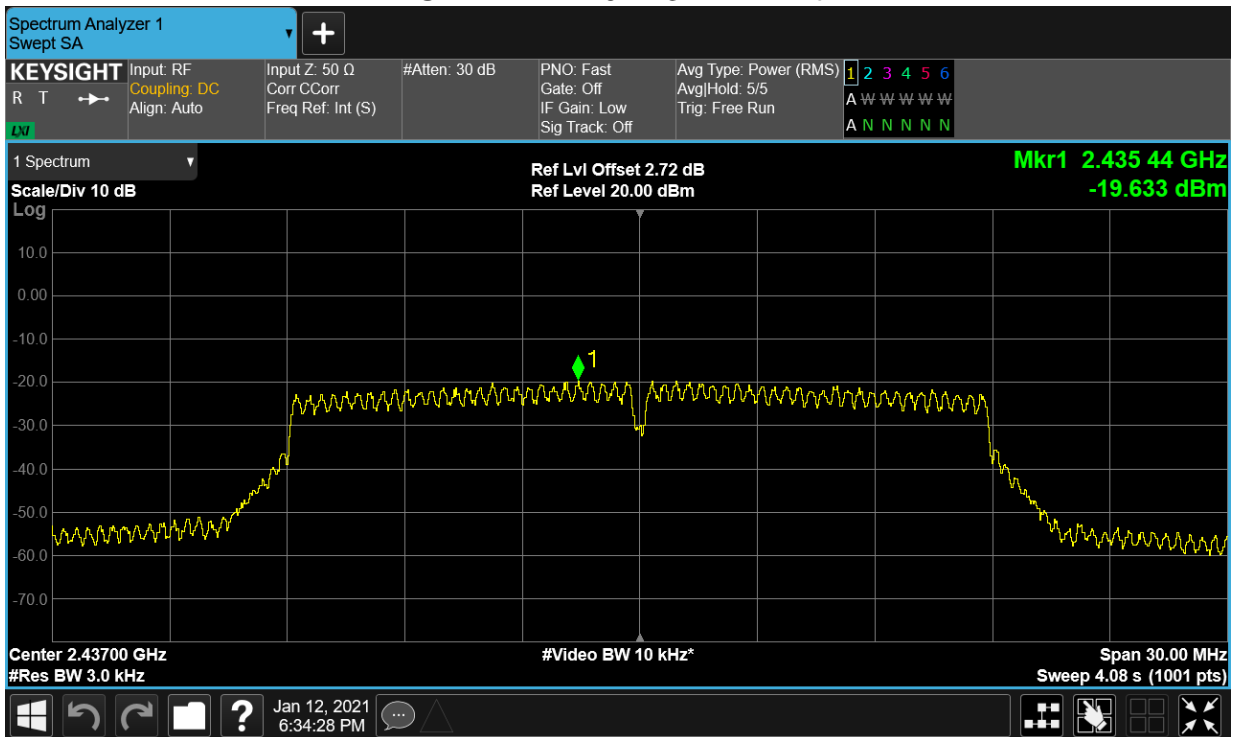 Spectrum Analyzer 1
Swept SA
KEYSIGHT
R T
LXI
Input: RF
Coupling: DC
Align: Auto
Input Z: 50 Ω
Corr CCorr
Freq Ref: Int (S)
#Atten: 30 dB
PNO: Fast
Gate: Off
IF Gain: Low
Sig Track: Off
Avg Type: Power (RMS)
Avg|Hold: 5/5
Trig: Free Run
1 2 3 4 5 6
A W W W W W
A N N N N N
1 Spectrum
Scale/Div 10 dB
Log
Ref Lvl Offset 2.72 dB
Ref Level 20.00 dBm
Mkr1 2.435 44 GHz
-19.633 dBm
10.0
0.00
-10.0
1
-20.0
-30.0
-40.0
-50.0
-60.0
-70.0
Center 2.43700 GHz
#Res BW 3.0 kHz
#Video BW 10 kHz*
Span 30.00 MHz
Sweep 4.08 s (1001 pts)
?
Jan 12, 2021
6:34:28 PM